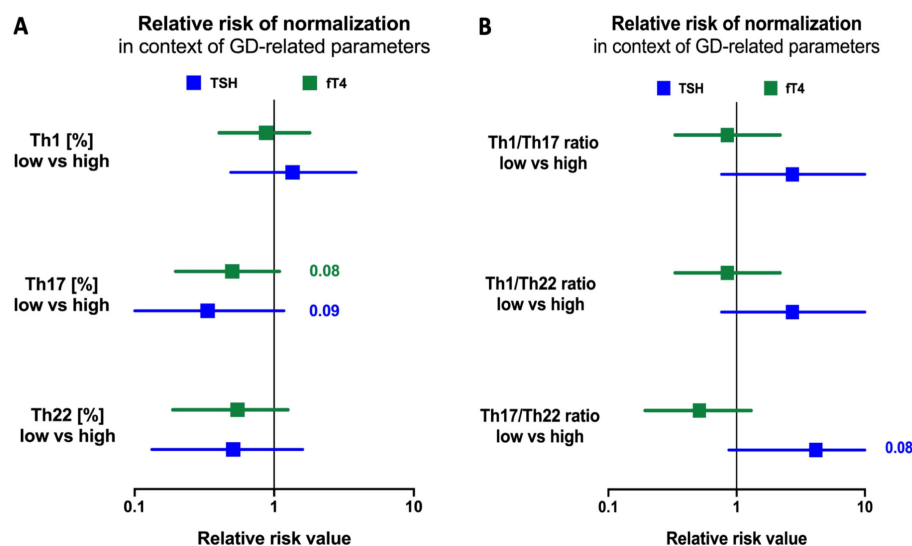 A
Relative risk of normalization
in context of GD-related parameters
TSH
fT4
Th1 [%]
low vs high
Th17 [%]
low vs high
0.08
0.09
Th22 [%]
low vs high
0.1
1
10
Relative risk value
B
Relative risk of normalization
in context of GD-related parameters
TSH
fT4
Th1/Th17 ratio
low vs high
Th1/Th22 ratio
low vs high
Th17/Th22 ratio
low vs high
0.08
0.1
1
10
Relative risk value